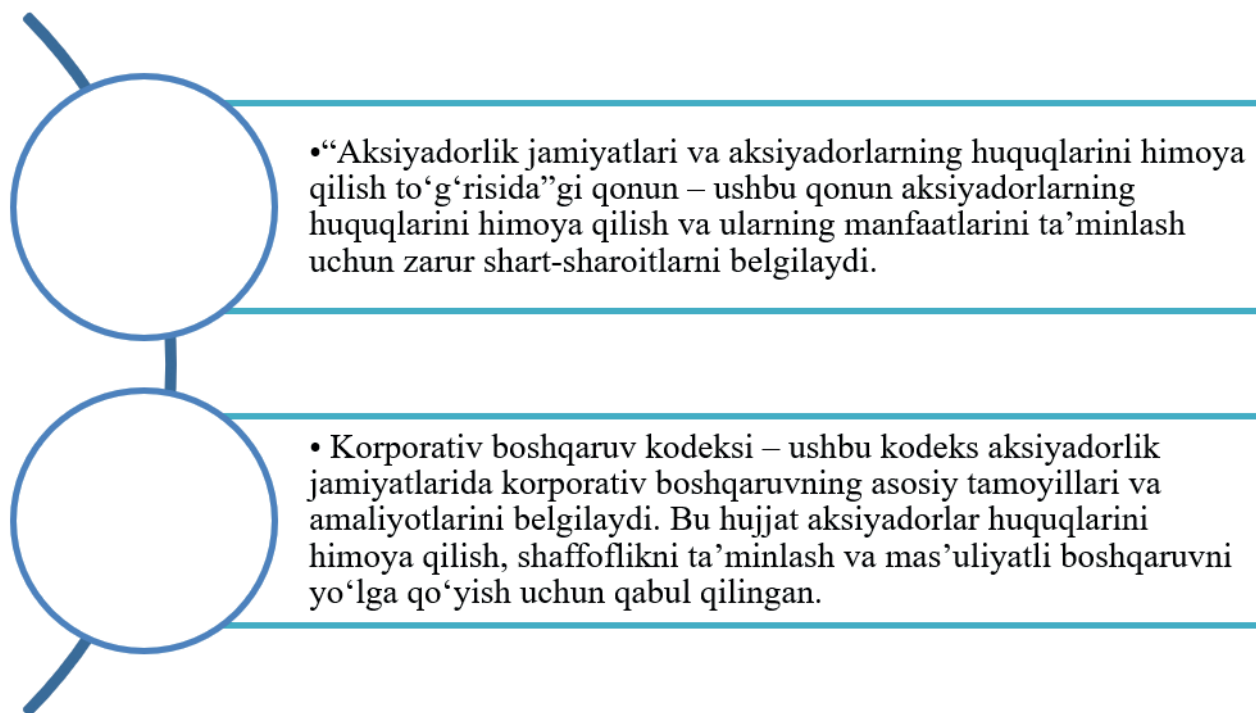 •“Aksiyadorlik jamiyatlari va aksiyadorlarning huquqlarini himoya
qilish to‘g‘risida”gi qonun – ushbu qonun aksiyadorlarning
huquqlarini himoya qilish va ularning manfaatlarini ta’minlash
uchun zarur shart-sharoitlarni belgilaydi.
• Korporativ boshqaruv kodeksi – ushbu kodeks aksiyadorlik
jamiyatlarida korporativ boshqaruvning asosiy tamoyillari va
amaliyotlarini belgilaydi. Bu hujjat aksiyadorlar huquqlarini
himoya qilish, shaffoflikni ta’minlash va mas’uliyatli boshqaruvni
yo‘lga qo‘yish uchun qabul qilingan.